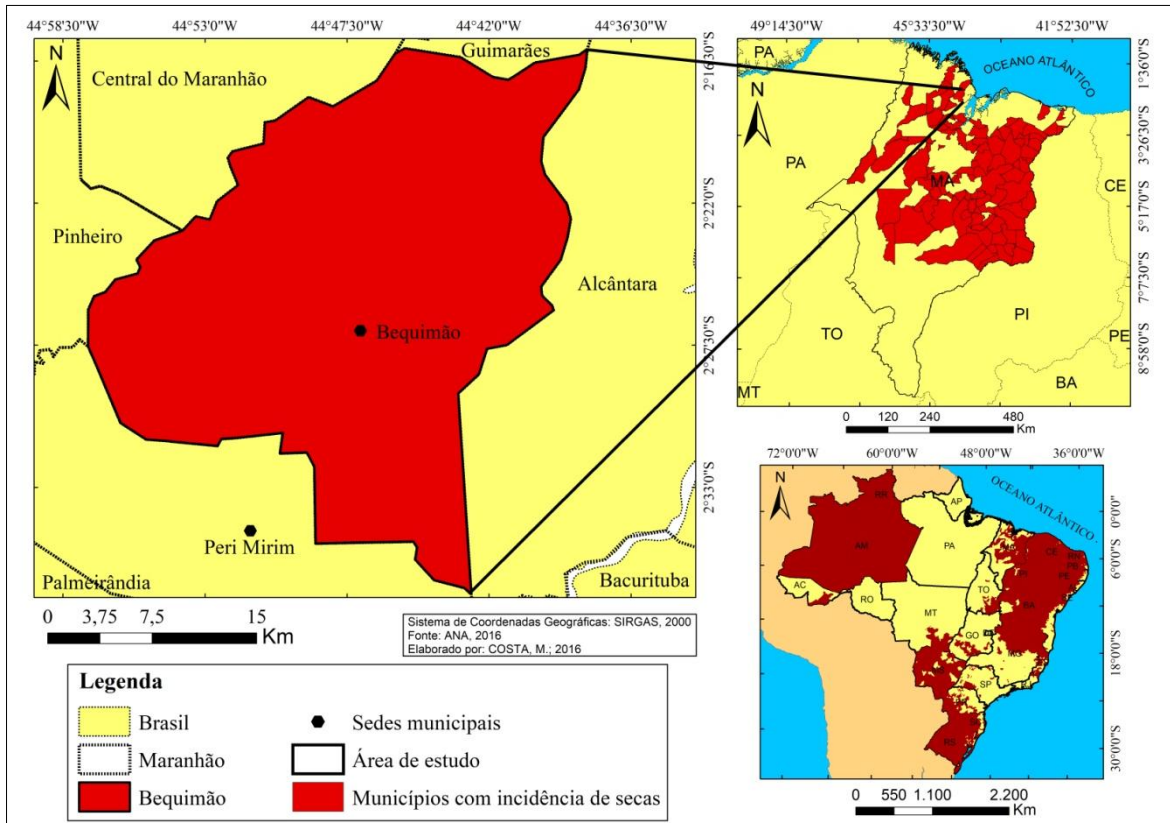 44°58'30"W
44°53'0"W
44°47'30"W
44°42'0"W
44°36'30"W
N
Central do Maranhão
Guimarães
Pinheiro
Alcântara
Bequimão
Peri Mirim
Palmeirândia
Bacurituba
2°16'30"S
2°22'0"S
2°27'30"S
2°33'0"S
0 3,75 7,5 15
Km
Sistema de Coordenadas Geográficas: SIRGAS, 2000
Fonte: ANA, 2016
Elaborado por: COSTA, M.; 2016
Legenda
Brasil
Maranhão
Bequimão
Sedes municipais
Área de estudo
Municípios com incidência de secas
49°14'30"W
45°33'30"W
41°52'30"W
PA
OCEANO ATLÂNTICO
N
PA
MA
CE
TO
PI
PE
MT
BA
1°36'0"S
3°26'30"S
5°17'0"S
7°7'30"S
8°58'0"S
0 120 240 480
Km
72°0'0"W
60°0'0"W
48°0'0"W
36°0'0"W
N
OCEANO ATLÂNTICO
RR
AP
AM
PA
CE
RN
PB
PI
PE
AC
TO
RO
BA
MT
GO
MG
SP
RJ
RS
0°0'0"
6°0'0"S
18°0'0"S
30°0'0"S
0 550 1.100 2.200
Km